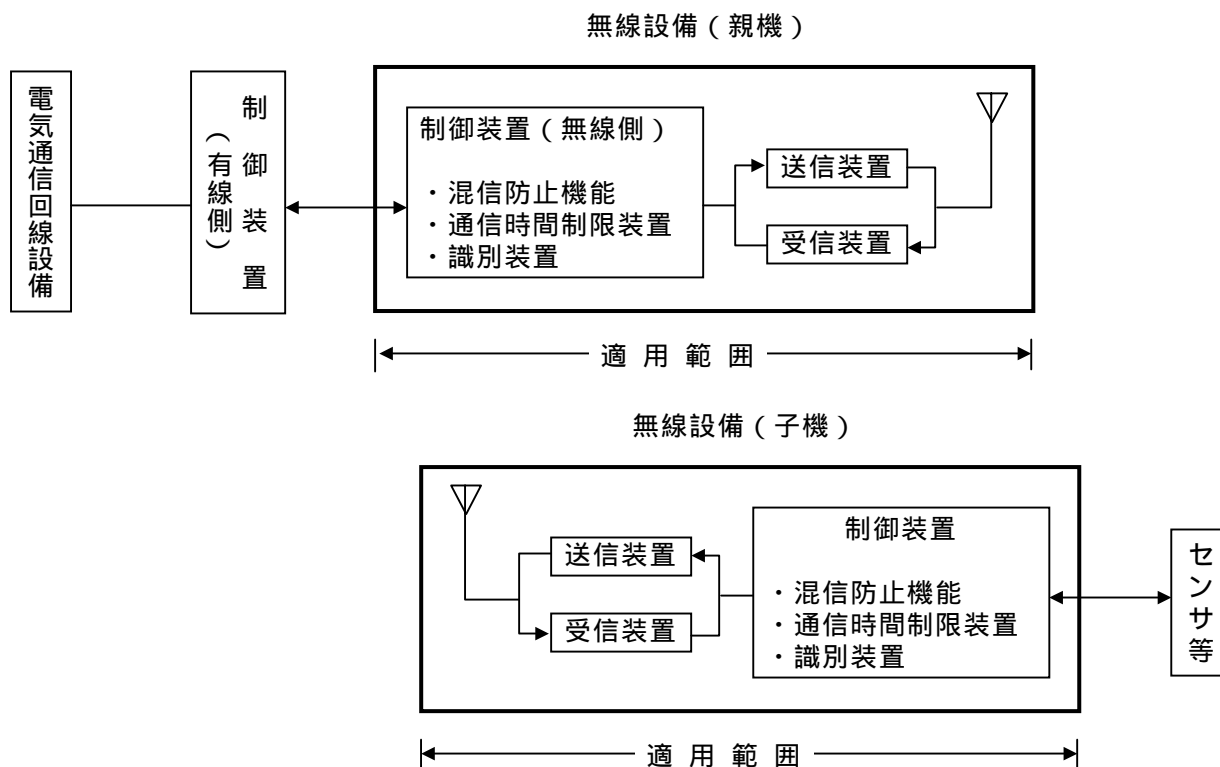 無線設備（親機）
電気通信回線設備
制御装置
（有線側）
制御装置（無線側）
・混信防止機能
・通信時間制限装置
・識別装置
送信装置
受信装置
適用範囲
無線設備（子機）
送信装置
受信装置
制御装置
・混信防止機能
・通信時間制限装置
・識別装置
センサ等
適用範囲